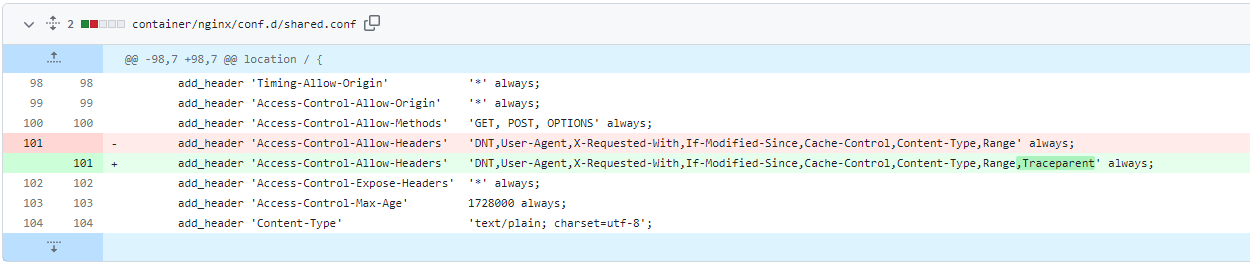 2 container/nginx/conf.d/shared.conf
@@ -98,7 +98,7 @@ location / {
98 98 add_header 'Timing-Allow-Origin' '*' always;
99 99 add_header 'Access-Control-Allow-Origin' '*' always;
100 100 add_header 'Access-Control-Allow-Methods' 'GET, POST, OPTIONS' always;
101 - add_header 'Access-Control-Allow-Headers' 'DNT,User-Agent,X-Requested-With,If-Modified-Since,Cache-Control,Content-Type,Range' always;
101 + add_header 'Access-Control-Allow-Headers' 'DNT,User-Agent,X-Requested-With,If-Modified-Since,Cache-Control,Content-Type,Range,Traceparent' always;
102 102 add_header 'Access-Control-Expose-Headers' '*' always;
103 103 add_header 'Access-Control-Max-Age' 1728000 always;
104 104 add_header 'Content-Type' 'text/plain; charset=utf-8';